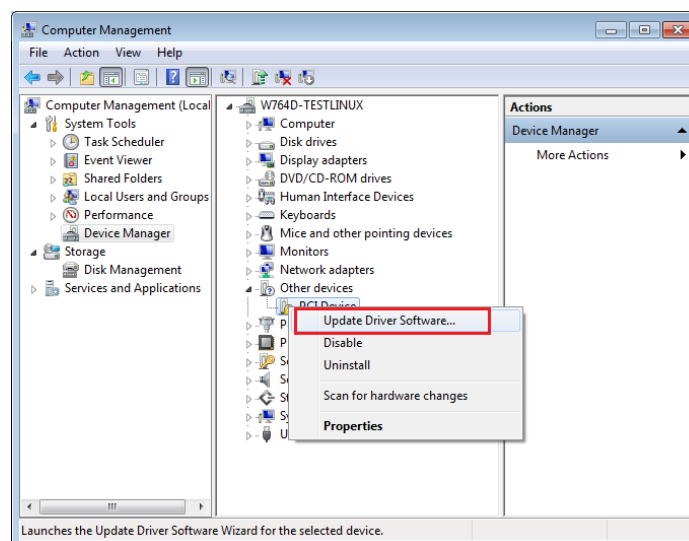 Computer Management
File Action View Help
Computer Management (Local
System Tools
Task Scheduler
Event Viewer
Shared Folders
Local Users and Groups
Performance
Device Manager
Storage
Disk Management
Services and Applications
W764D-TESTLINUX
Computer
Disk drives
Display adapters
DVD/CD-ROM drives
Human Interface Devices
Keyboards
Mice and other pointing devices
Monitors
Network adapters
Other devices
PCI Device
P
P
S
S
S
S
U
Update Driver Software...
Disable
Uninstall
Scan for hardware changes
Properties
Actions
Device Manager
More Actions
Launches the Update Driver Software Wizard for the selected device.